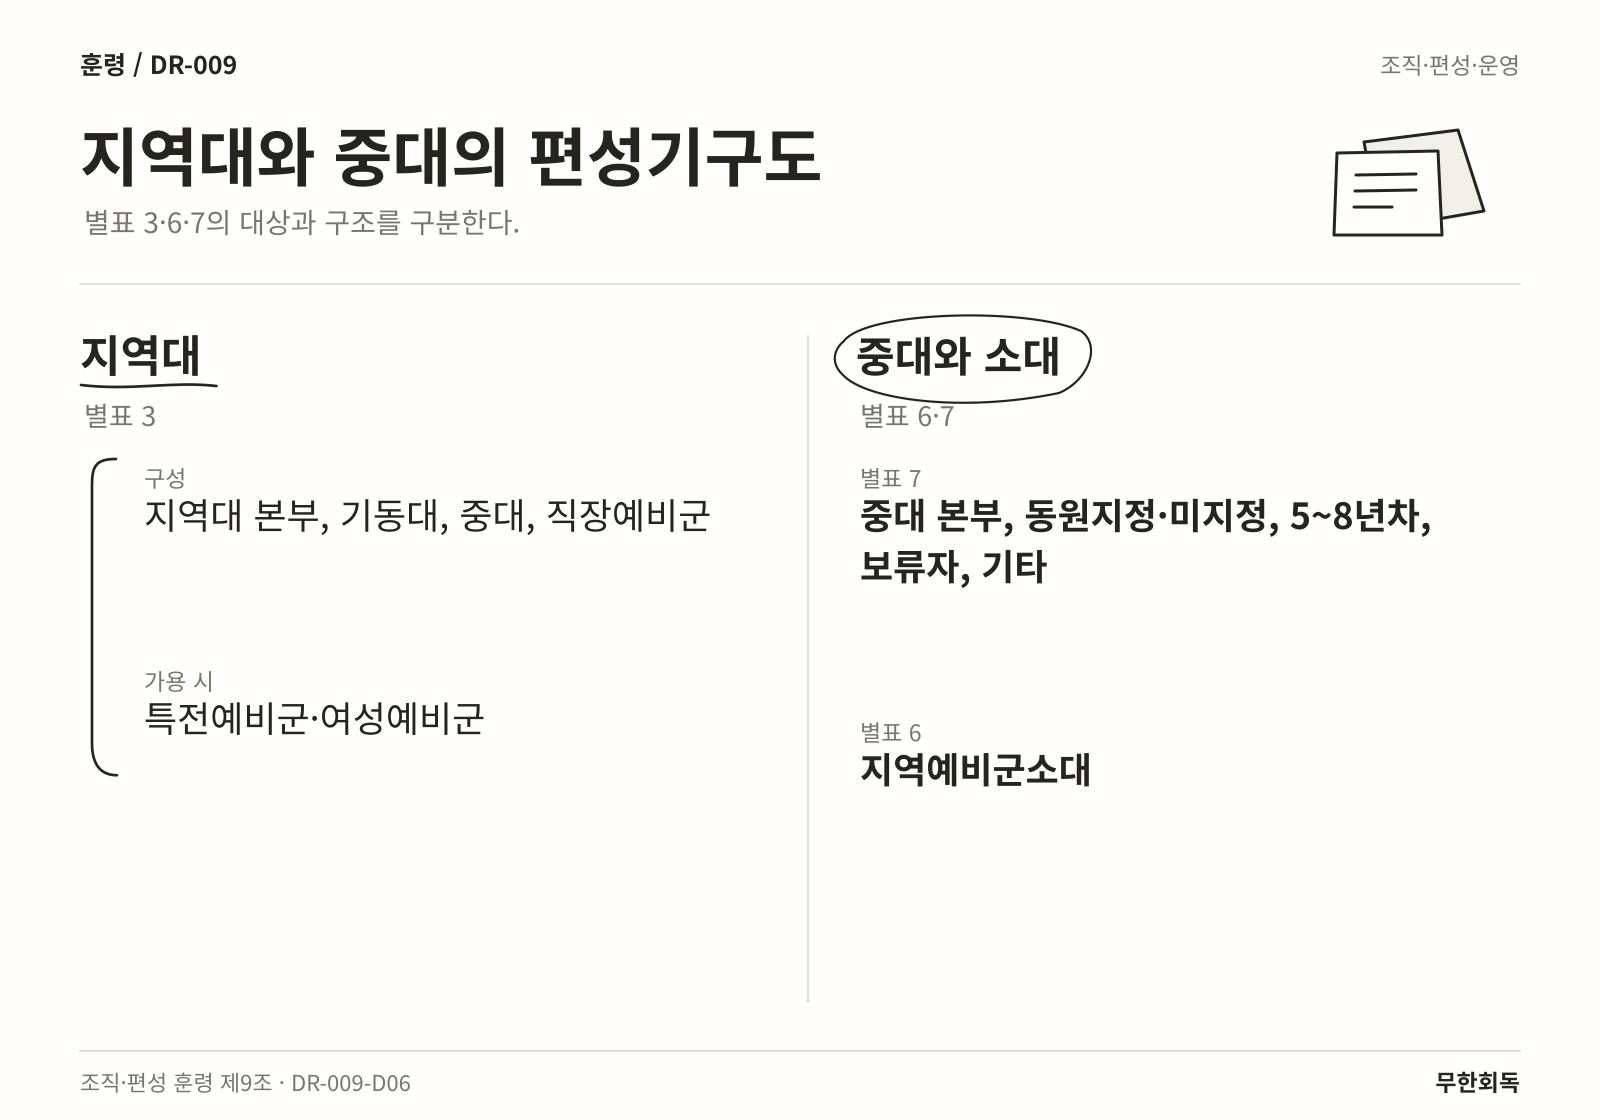 훈령 / DR-009
조직·편성·운영
지역대와 중대의 편성기구도
별표 3·6·7의 대상과 구조를 구분한다.
지역대
별표 3
구성
지역대 본부, 기동대, 중대, 직장예비군
가용 시
특전예비군·여성예비군
중대와 소대
별표 6·7
별표 7
중대 본부, 동원지정·미지정, 5~8년차,
보류자, 기타
별표 6
지역예비군소대
조직·편성 훈령 제9조 · DR-009-D06
무한회독